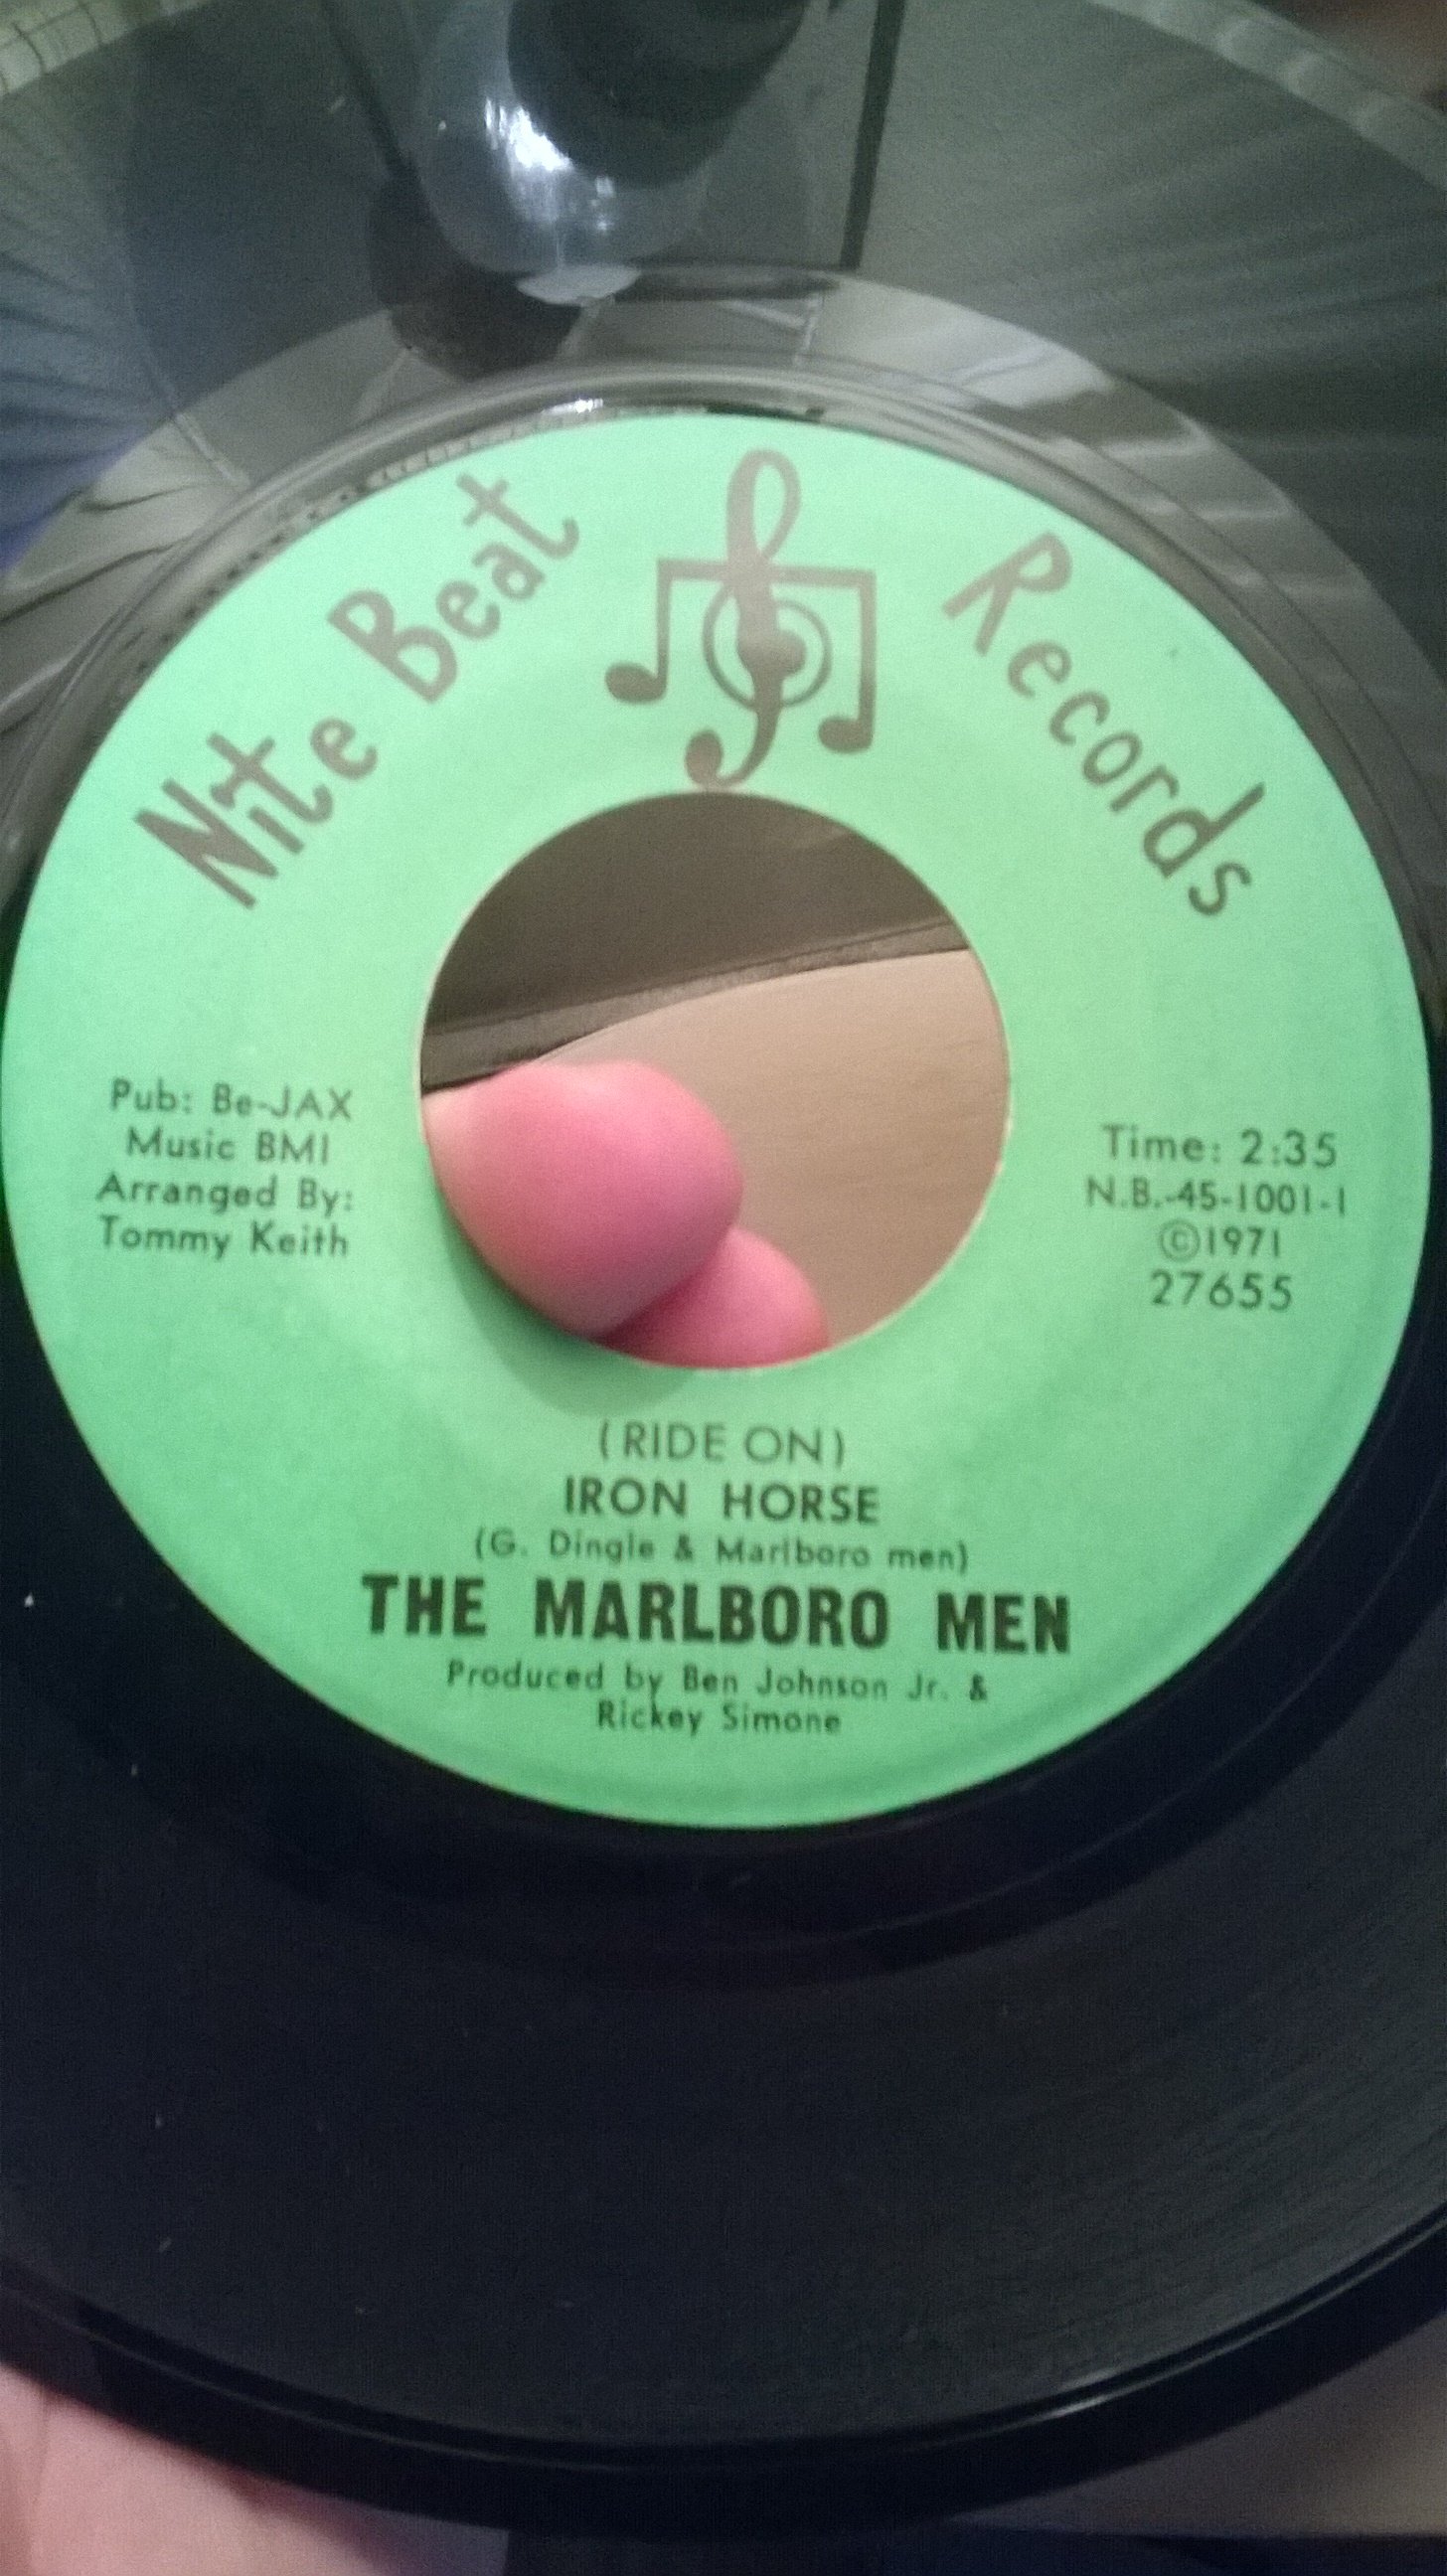 Nite Beat Records
Pub: Be-JAX
Music BMI
Arranged By:
Tommy Keith
Time: 2:35
N.B.-45-1001-1
©1971
27655
(RIDE ON)
IRON HORSE
(G. Dingle & Marlboro men)
THE MARLBORO MEN
Produced by Ben Johnson Jr. &
Rickey Simone